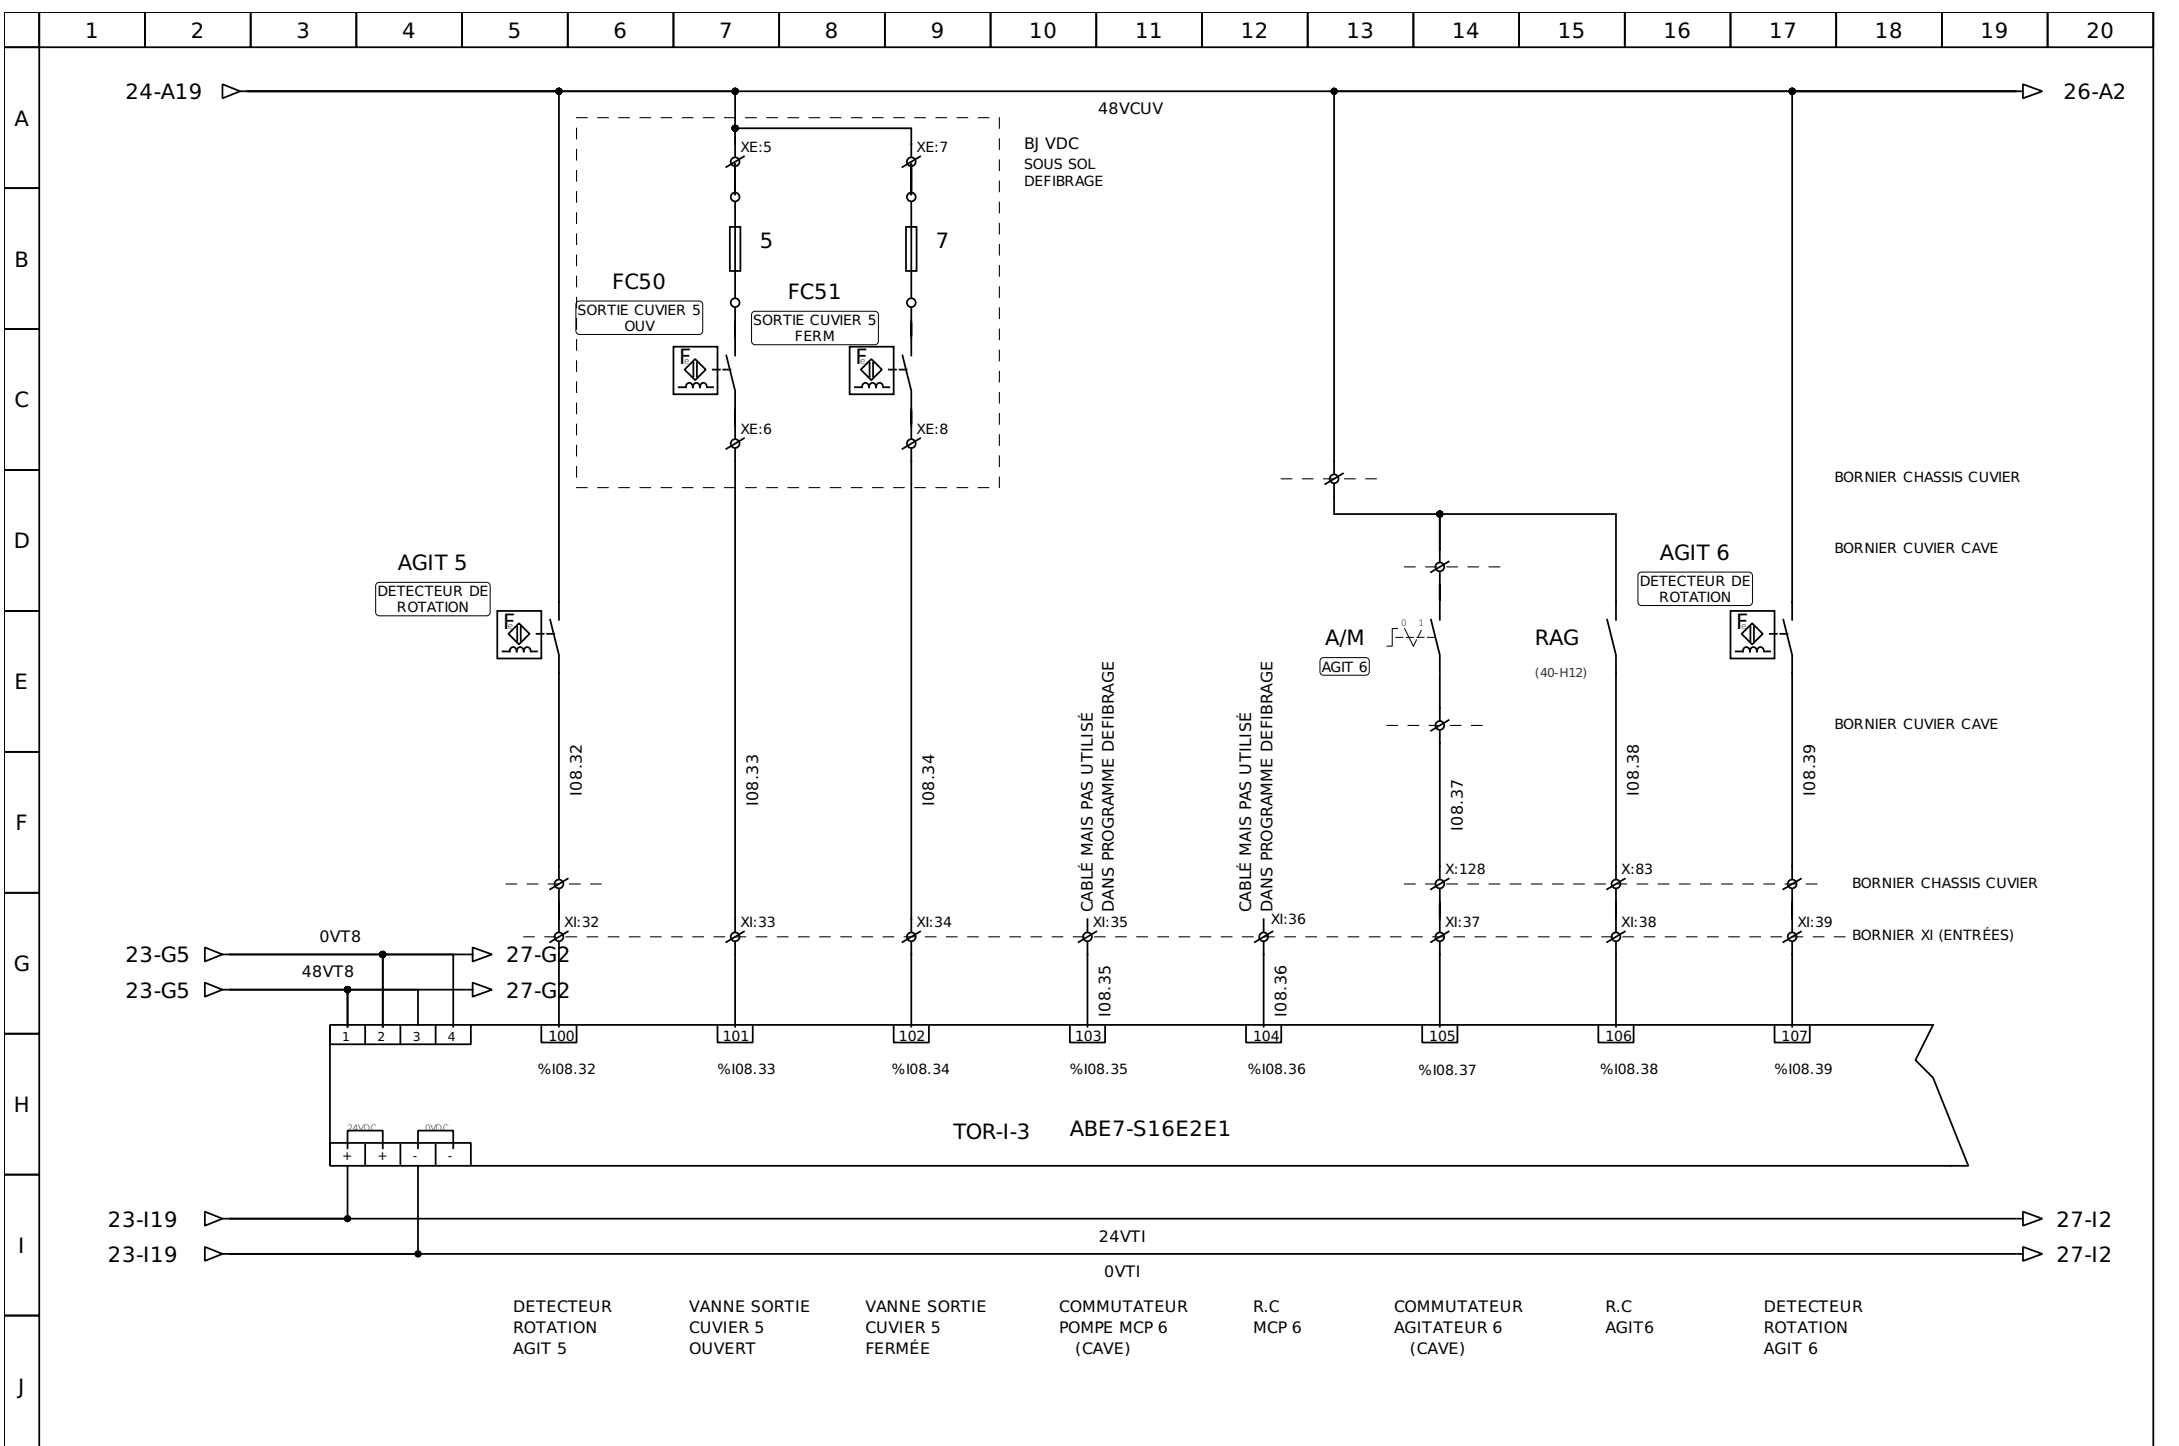 1 2 3 4 5 6 7 8 9 10 11 12 13 14 15 16 17 18 19 20
A
B
C
D
E
F
G
H
I
J
24-A19
48VCUV
26-A2
BJ VDC
SOUS SOL
DEFIBRAGE
XE:5
XE:7
5
7
FC50
SORTIE CUVIER 5
OUV
FC51
SORTIE CUVIER 5
FERM
Fe
Fe
XE:6
XE:8
BORNIER CHASSIS CUVIER
BORNIER CUVIER CAVE
AGIT 5
DETECTEUR DE
ROTATION
Fe
AGIT 6
DETECTEUR DE
ROTATION
Fe
A/M
AGIT 6
0 1
RAG
(40-H12)
BORNIER CUVIER CAVE
I08.32
I08.33
I08.34
CABLÉ MAIS PAS UTILISÉ
DANS PROGRAMME DEFIBRAGE
CABLÉ MAIS PAS UTILISÉ
DANS PROGRAMME DEFIBRAGE
I08.37
I08.38
I08.39
X:128
X:83
BORNIER CHASSIS CUVIER
XI:32
XI:33
XI:34
XI:35
XI:36
XI:37
XI:38
XI:39
BORNIER XI (ENTRÉES)
23-G5
0VT8
27-G2
23-G5
48VT8
27-G2
I08.35
I08.36
1 2 3 4
100 101 102 103 104 105 106 107
%I08.32 %I08.33 %I08.34 %I08.35 %I08.36 %I08.37 %I08.38 %I08.39
TOR-I-3 ABE7-S16E2E1
24VDC 0VDC
+ + - -
23-I19
24VTI
27-I2
23-I19
0VTI
27-I2
DETECTEUR
ROTATION
AGIT 5
VANNE SORTIE
CUVIER 5
OUVERT
VANNE SORTIE
CUVIER 5
FERMÉE
COMMUTATEUR
POMPE MCP 6
(CAVE)
R.C
MCP 6
COMMUTATEUR
AGITATEUR 6
(CAVE)
R.C
AGIT6
DETECTEUR
ROTATION
AGIT 6